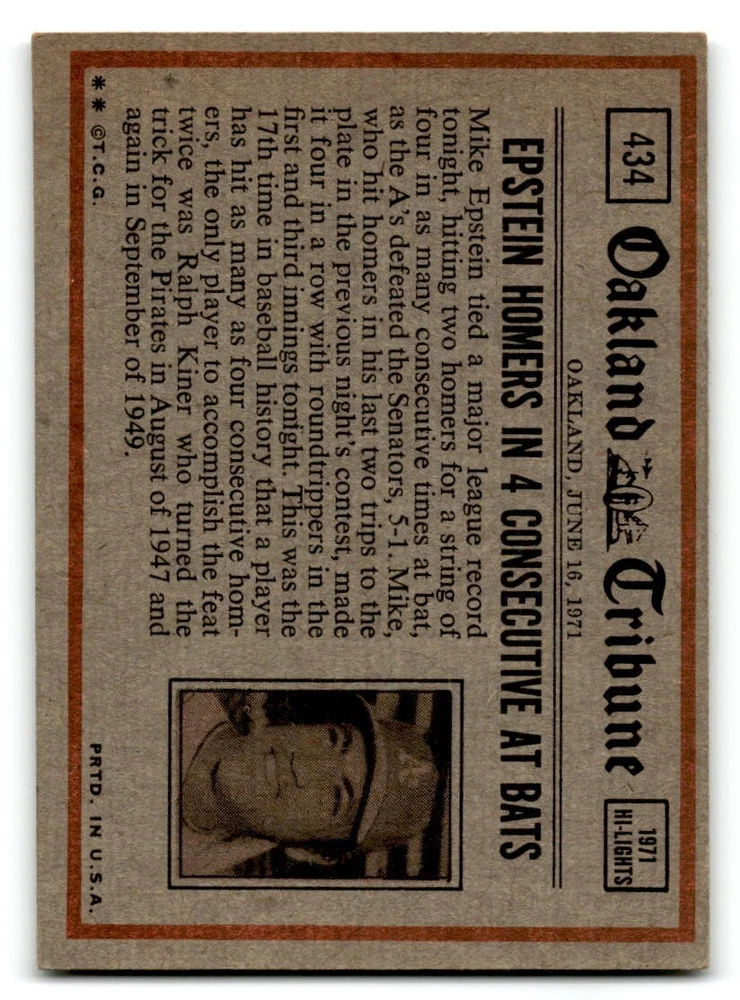 434
Oakland Tribune
1971
HI-LIGHTS
OAKLAND, JUNE 16, 1971
EPSTEIN HOMERS IN 4 CONSECUTIVE AT BATS
Mike Epstein tied a major league record
tonight, hitting two homers for a string of
four in as many consecutive times at bat,
as the A's defeated the Senators, 5-1. Mike,
who hit homers in his last two trips to the
plate in the previous night's contest, made
it four in a row with roundtrippers in the
first and third innings tonight. This was the
17th time in baseball history that a player
has hit as many as four consecutive hom-
ers, the only player to accomplish the feat
twice was Ralph Kiner who turned the
trick for the Pirates in August of 1947 and
again in September of 1949.
A's
** ©T.C.G.
PRTD. IN U.S.A.